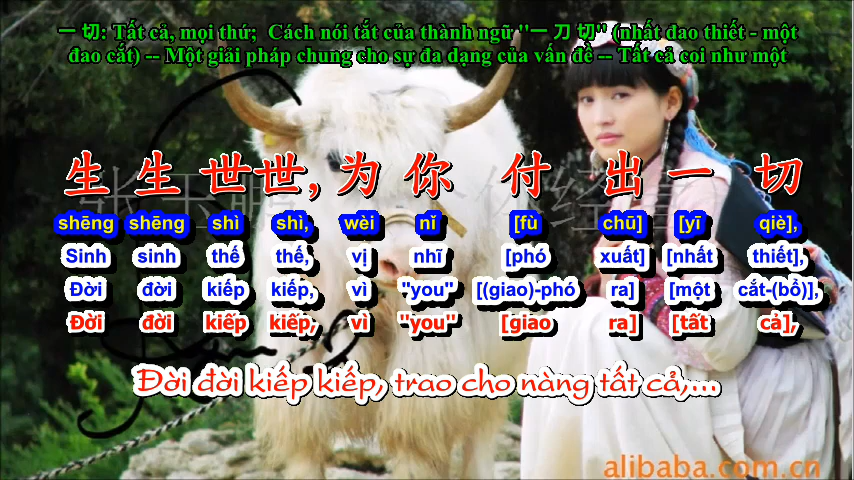 一 切: Tất cả, mọi thứ; Cách nói tắt của thành ngữ "一 刀 切" (nhất đao thiết - một
đao cắt) -- Một giải pháp chung cho sự đa dạng của vấn đề -- Tất cả coi như một
生 生 世世, 为 你 付 出 一 切
shēng shēng shì shì, wèi nǐ [fù chū] [yī qiè],
Sinh sinh thế thế, vị nhĩ [phó xuất] [nhất thiết],
Đời đời kiếp kiếp, vì "you" [(giao)-phó ra] [một cắt-(bồ)],
Đời đời kiếp kiếp, vì "you" [giao ra] [tất cả],
Đời đời kiếp kiếp, trao cho nàng tất cả,...
alibaba.com.cn